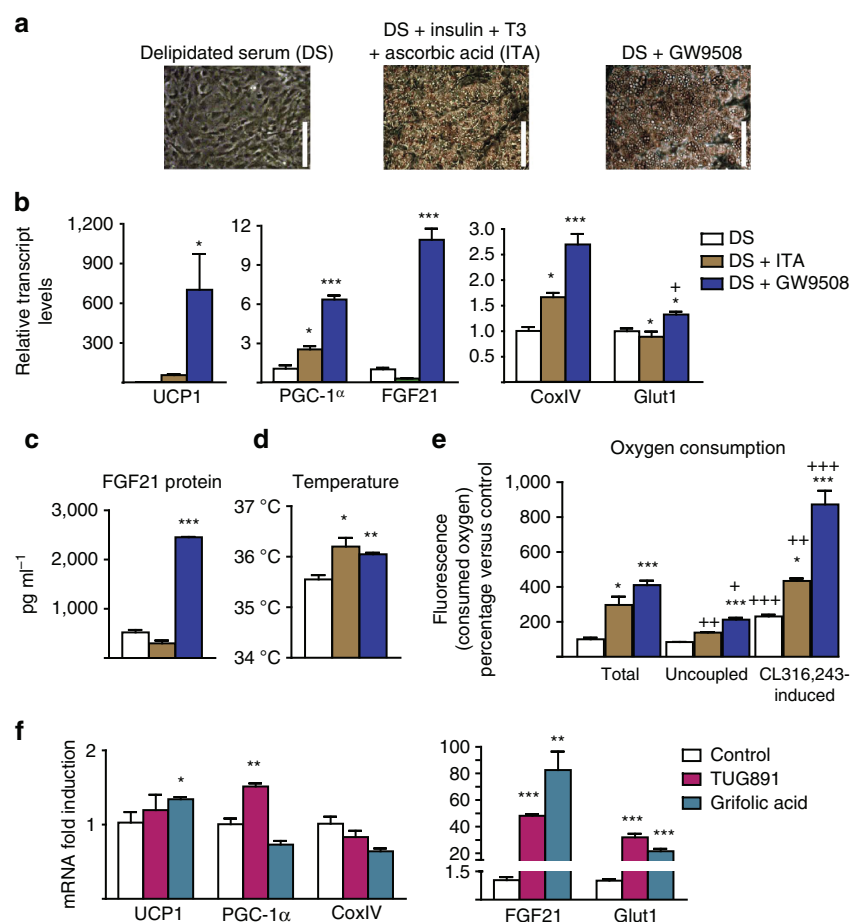 a
Delipidated serum (DS)
DS + insulin + T3
+ ascorbic acid (ITA)
DS + GW9508
b
Relative transcript
levels
1,200
900
600
300
*
UCP1
12
9
6
3
*
***
***
PGC-1α
FGF21
3.0
2.5
2.0
1.5
1.0
0.5
*
***
*
+
*
CoxIV
Glut1
DS
DS + ITA
DS + GW9508
c
FGF21 protein
pg ml⁻¹
3,000
2,000
1,000
***
d
Temperature
37 °C
36 °C
35 °C
34 °C
*
**
e
Oxygen consumption
Fluorescence
(consumed oxygen)
percentage versus control
1,000
800
600
400
200
*
***
++
+
***
+++
++
*
+++
***
Total
Uncoupled
CL316,243-
induced
f
mRNA fold induction
2
1
*
**
UCP1
PGC-1α
CoxIV
100
80
60
40
20
1.5
***
**
***
***
FGF21
Glut1
Control
TUG891
Grifolic acid